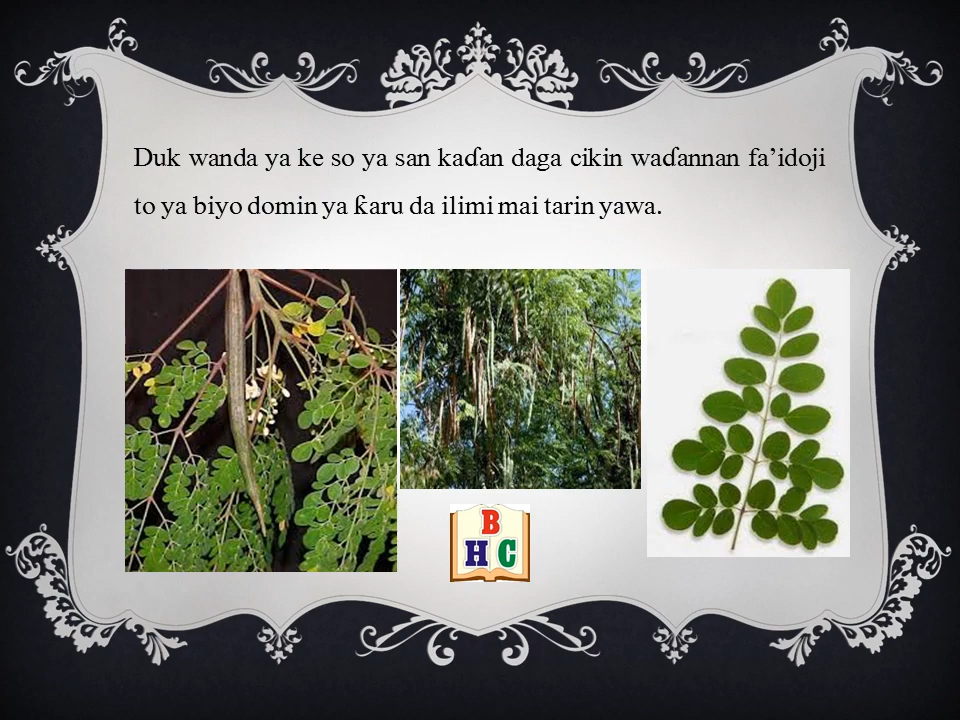 Duk wanda ya ke so ya san kaɗan daga cikin waɗannan fa’idoji
to ya biyo domin ya ƙaru da ilimi mai tarin yawa.
B
H C